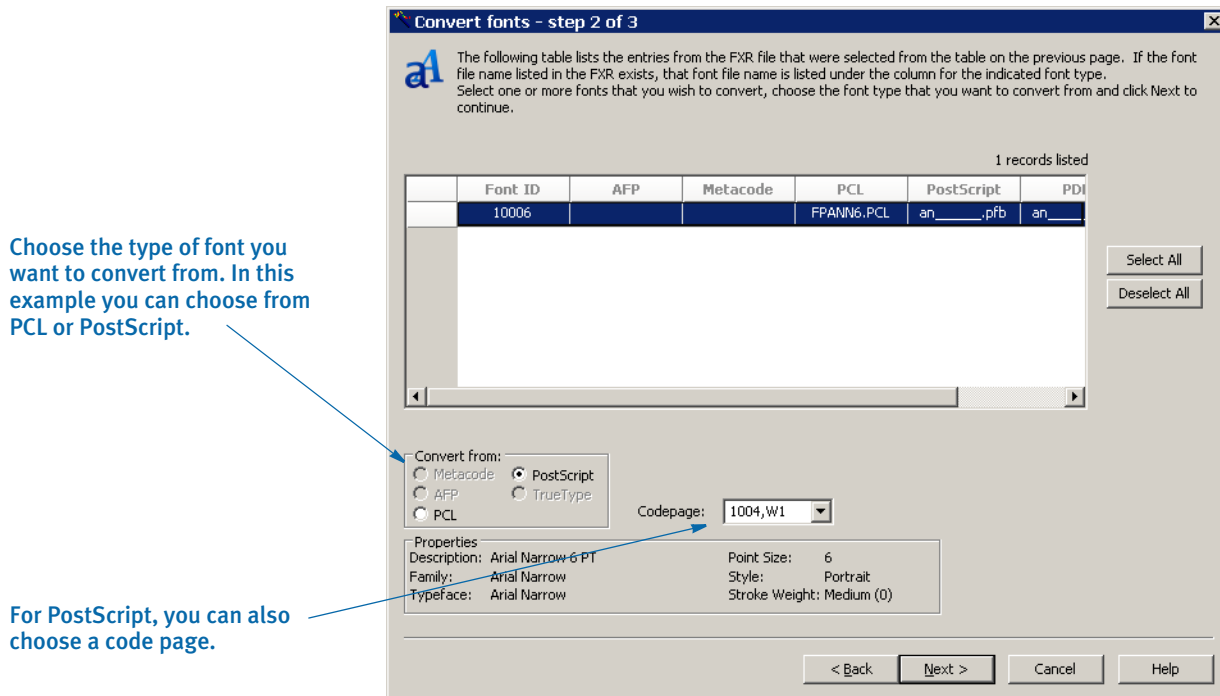 Convert fonts - step 2 of 3
The following table lists the entries from the FXR file that were selected from the table on the previous page. If the font
file name listed in the FXR exists, that font file name is listed under the column for the indicated font type.
Select one or more fonts that you wish to convert, choose the font type that you want to convert from and click Next to
continue.
1 records listed
Font ID AFP Metacode PCL PostScript PDI
10006 FPANN6.PCL an______.pfb an____
Select All
Deselect All
Choose the type of font you
want to convert from. In this
example you can choose from
PCL or PostScript.
Convert from:
Metacode PostScript
AFP TrueType
PCL
Codepage: 1004,W1
Properties
Description: Arial Narrow 6 PT Point Size: 6
Family: Arial Narrow Style: Portrait
Typeface: Arial Narrow Stroke Weight: Medium (0)
For PostScript, you can also
choose a code page.
< Back Next > Cancel Help